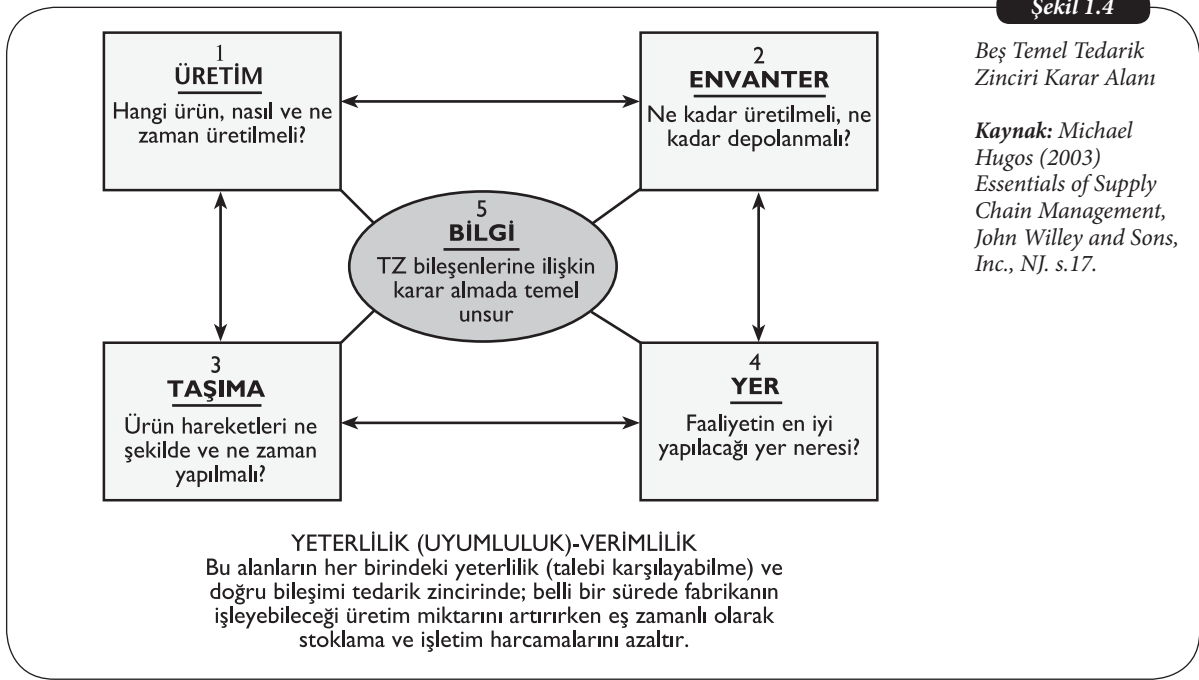 Şekil 1.4
Beş Temel Tedarik
Zinciri Karar Alanı
Kaynak: Michael
Hugos (2003)
Essentials of Supply
Chain Management,
John Willey and Sons,
Inc., NJ. s.17.
1
ÜRETİM
Hangi ürün, nasıl ve ne
zaman üretilmeli?
2
ENVANTER
Ne kadar üretilmeli, ne
kadar depolanmalı?
5
BİLGİ
TZ bileşenlerine ilişkin
karar almada temel
unsur
3
TAŞIMA
Ürün hareketleri ne
şekilde ve ne zaman
yapılmalı?
4
YER
Faaliyetin en iyi
yapılacağı yer neresi?
YETERLİLİK (UYUMLULUK)-VERİMLİLİK
Bu alanların her birindeki yeterlilik (talebi karşılayabilme) ve
doğru bileşimi tedarik zincirinde; belli bir sürede fabrikanın
işleyebileceği üretim miktarını artırırken eş zamanlı olarak
stoklama ve işletim harcamalarını azaltır.